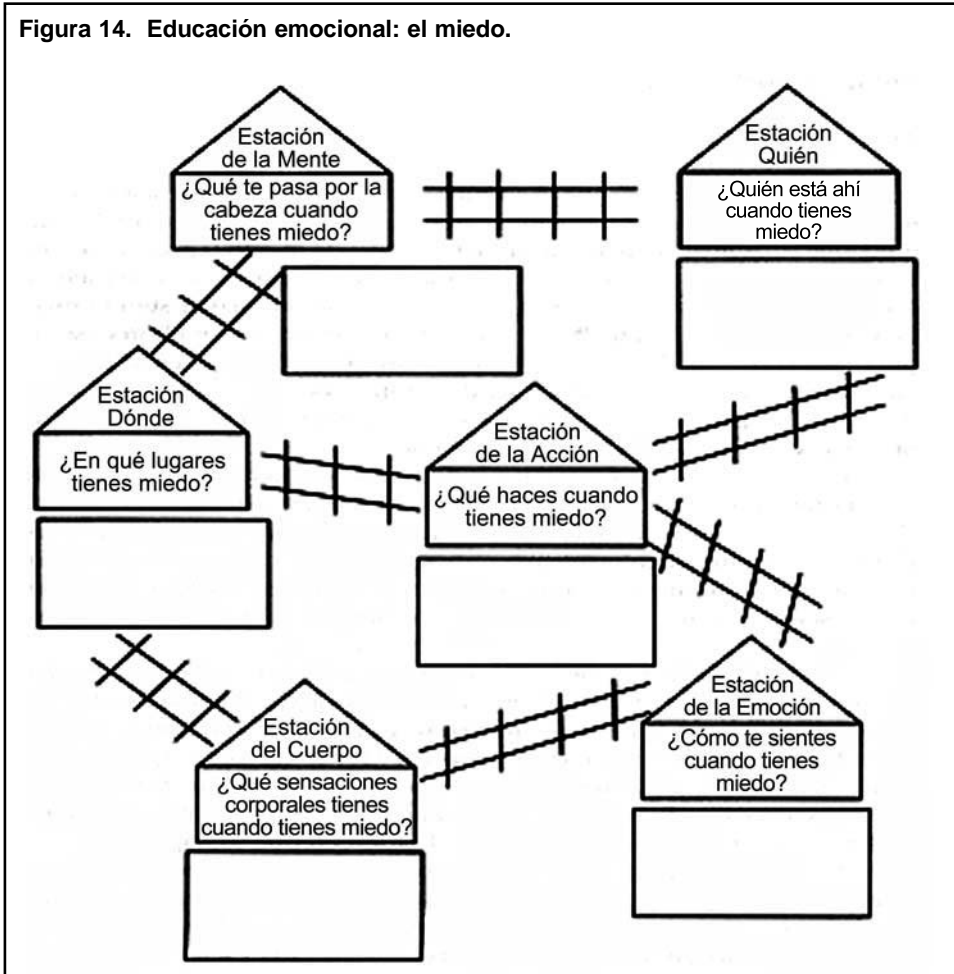 Figura 14. Educación emocional: el miedo.
Estación
de la Mente
¿Qué te pasa por la
cabeza cuando
tienes miedo?
Estación
Quién
¿Quién está ahí
cuando tienes
miedo?
Estación
Dónde
¿En qué lugares
tienes miedo?
Estación
de la Acción
¿Qué haces cuando
tienes miedo?
Estación
del Cuerpo
¿Qué sensaciones
corporales tienes
cuando tienes miedo?
Estación
de la Emoción
¿Cómo te sientes
cuando tienes
miedo?